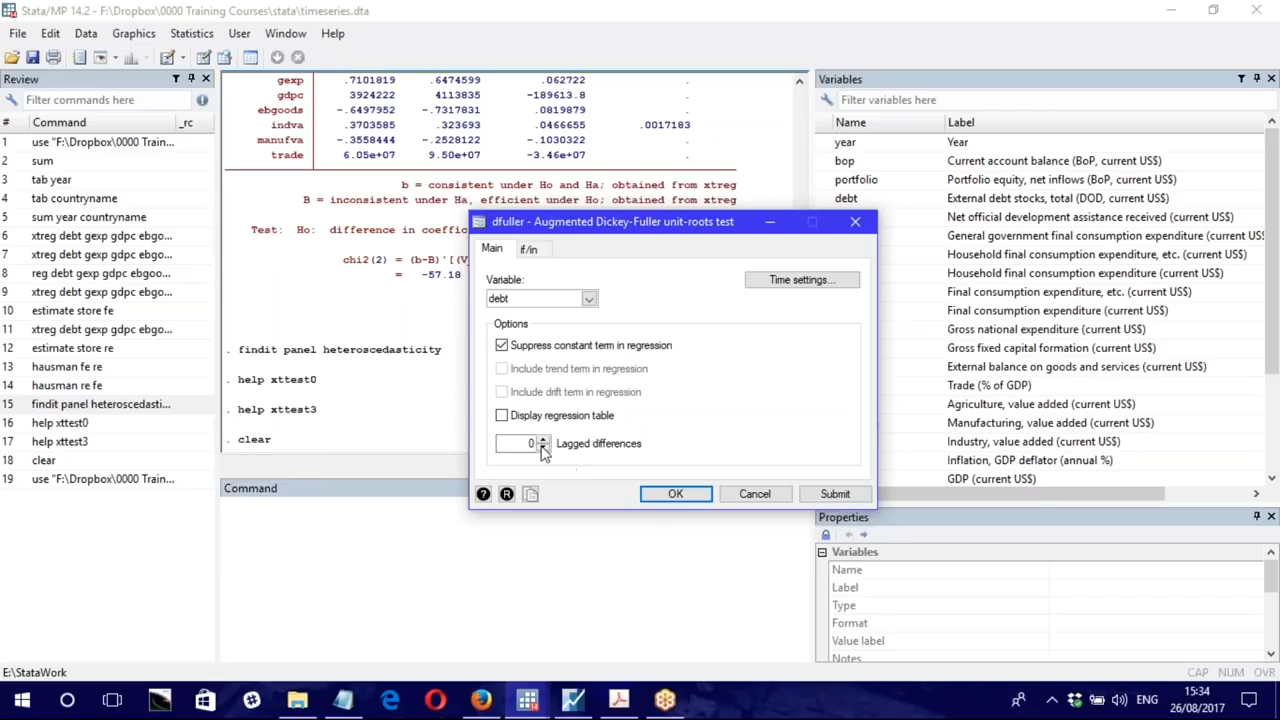 Stata/MP 14.2 - F:\Dropbox\0000 Training Courses\stata\timeseries.dta
File Edit Data Graphics Statistics User Window Help
Review
Filter commands here
# Command _rc
1 use "F:\Dropbox\0000 Train...
2 sum
3 tab year
4 tab countryname
5 sum year countryname
6 xtreg debt gexp gdpc ebgo...
7 xtreg debt gexp gdpc ebgo...
8 reg debt gexp gdpc ebgoo...
9 xtreg debt gexp gdpc ebgo...
10 estimate store fe
11 xtreg debt gexp gdpc ebgo...
12 estimate store re
13 hausman fe re
14 hausman re fe
15 findit panel heteroscedasti...
16 help xttest0
17 help xttest3
18 clear
19 use "F:\Dropbox\0000 Train...
gexp .7101819 .6474599 .062722 .
gdpc 3924222 4113835 -189613.8 .
ebgoods -.6497952 -.7317831 .0819879 .
indva .3703585 .323693 .0466655 .0017183
manufva -.3558444 -.2528122 -.1030322 .
trade 6.05e+07 9.50e+07 -3.46e+07 .
b = consistent under Ho and Ha; obtained from xtreg
B = inconsistent under Ha, efficient under Ho; obtained from xtreg
Test: Ho: difference in coeffic
chi2(2) = (b-B)'[(V
= -57.18
. findit panel heteroscedasticity
. help xttest0
. help xttest3
. clear
Command
dfuller - Augmented Dickey-Fuller unit-roots test
Main if/in
Variable:
debt
Time settings...
Options
Suppress constant term in regression
Include trend term in regression
Include drift term in regression
Display regression table
0 Lagged differences
? R OK Cancel Submit
Variables
Filter variables here
Name Label
year Year
bop Current account balance (BoP, current US$)
portfolio Portfolio equity, net inflows (BoP, current US$)
debt External debt stocks, total (DOD, current US$)
Net official development assistance received (current US$)
General government final consumption expenditure (current US$)
Household final consumption expenditure, etc. (current US$)
Household final consumption expenditure (current US$)
Final consumption expenditure, etc. (current US$)
Final consumption expenditure (current US$)
Gross national expenditure (current US$)
Gross fixed capital formation (current US$)
External balance on goods and services (current US$)
Trade (% of GDP)
Agriculture, value added (current US$)
Manufacturing, value added (current US$)
Industry, value added (current US$)
Inflation, GDP deflator (annual %)
GDP (current US$)
Properties
Variables
Name
Label
Type
Format
Value label
Notes
E:\StataWork
CAP NUM OVR
ENG
15:34
26/08/2017